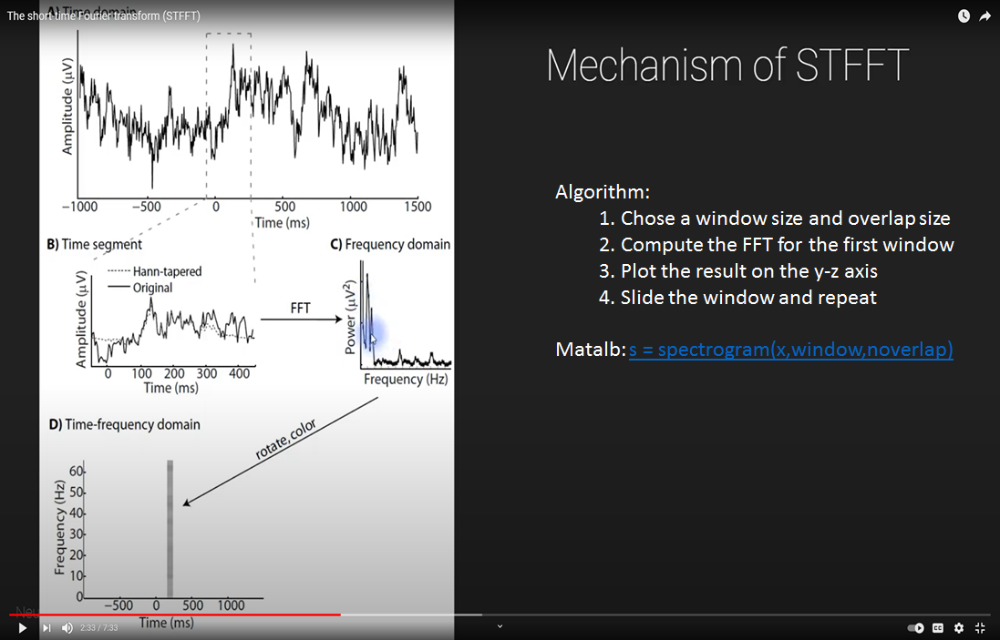 The short-time Fourier transform (STFFT)
A) Time domain
Amplitude (µV)
−1000 −500 0 500 1000 1500
Time (ms)
B) Time segment
Hann-tapered
Original
Amplitude (µV)
0 100 200 300 400
Time (ms)
FFT
C) Frequency domain
Power (µV²)
Frequency (Hz)
rotate, color
D) Time-frequency domain
Frequency (Hz)
60
50
40
30
20
10
0
−500 0 500 1000
Time (ms)
Mechanism of STFFT
Algorithm:
1. Chose a window size and overlap size
2. Compute the FFT for the first window
3. Plot the result on the y-z axis
4. Slide the window and repeat
Matalb: s = spectrogram(x,window,noverlap)
Neu
2:33 / 7:33
CC